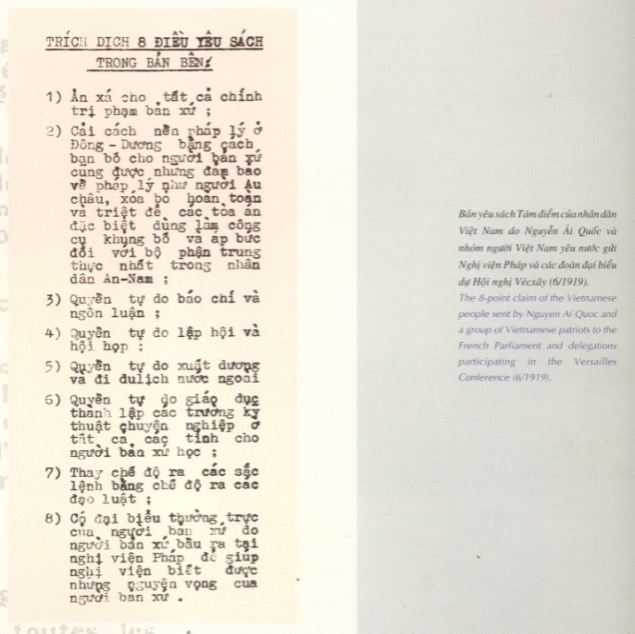 TRÍCH DỊCH 8 ĐIỀU YÊU SÁCH
TRONG BẢN BÊN:
1) Ân xá cho tất cả chính
trị phạm bản xứ ;
2) Cải cách nền pháp lý ở
Đông - Dương bằng cách
ban bố cho người bản xứ
cũng được những đảm bảo
về pháp lý như người Âu
châu, xóa bỏ hoàn toàn
và triệt để các tòa án
đặc biệt dùng làm công
cụ khủng bố và áp bức
đối với bộ phận trung
thực nhất trong nhân
dân An-Nam ;
3) Quyền tự do báo chí và
ngôn luận ;
4) Quyền tự do lập hội và
hội họp ;
5) Quyền tự do xuất dương
và đi dulịch nước ngoài
6) Quyền tự do giáo dục
thành lập các trường kỹ
thuật chuyên nghiệp ở
tất cả các tỉnh cho
người bản xứ học ;
7) Thay chế độ ra các sắc
lệnh bằng chế độ ra các
đạo luật ;
8) Có đại biểu thường trực
của người bản xứ do
người bản xứ bầu ra tại
nghị viện Pháp để giúp
nghị viện biết được
những nguyện vọng của
người bản xứ .
Bản yêu sách Tám điểm của nhân dân
Việt Nam do Nguyễn Ái Quốc và
nhóm người Việt Nam yêu nước gửi
Nghị viện Pháp và các đoàn đại biểu
dự Hội nghị Vécxây (6/1919).
The 8-point claim of the Vietnamese
people sent by Nguyen Ai Quoc and
a group of Vietnamese patriots to the
French Parliament and delegations
participating in the Versailles
Conference (6/1919).
toutes les